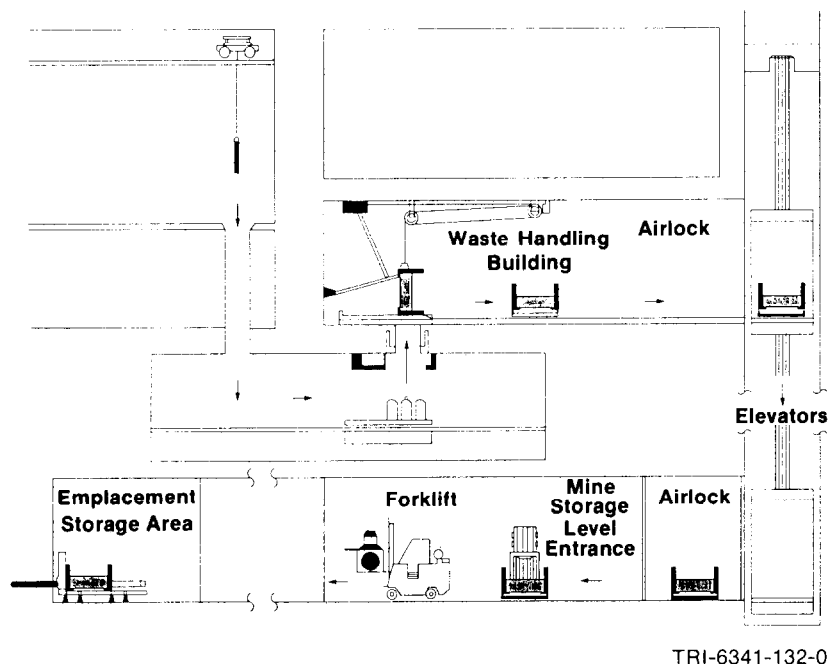 Waste Handling
Building
Airlock
Elevators
Emplacement
Storage Area
Forklift
Mine
Storage
Level
Entrance
Airlock
TRI-6341-132-0